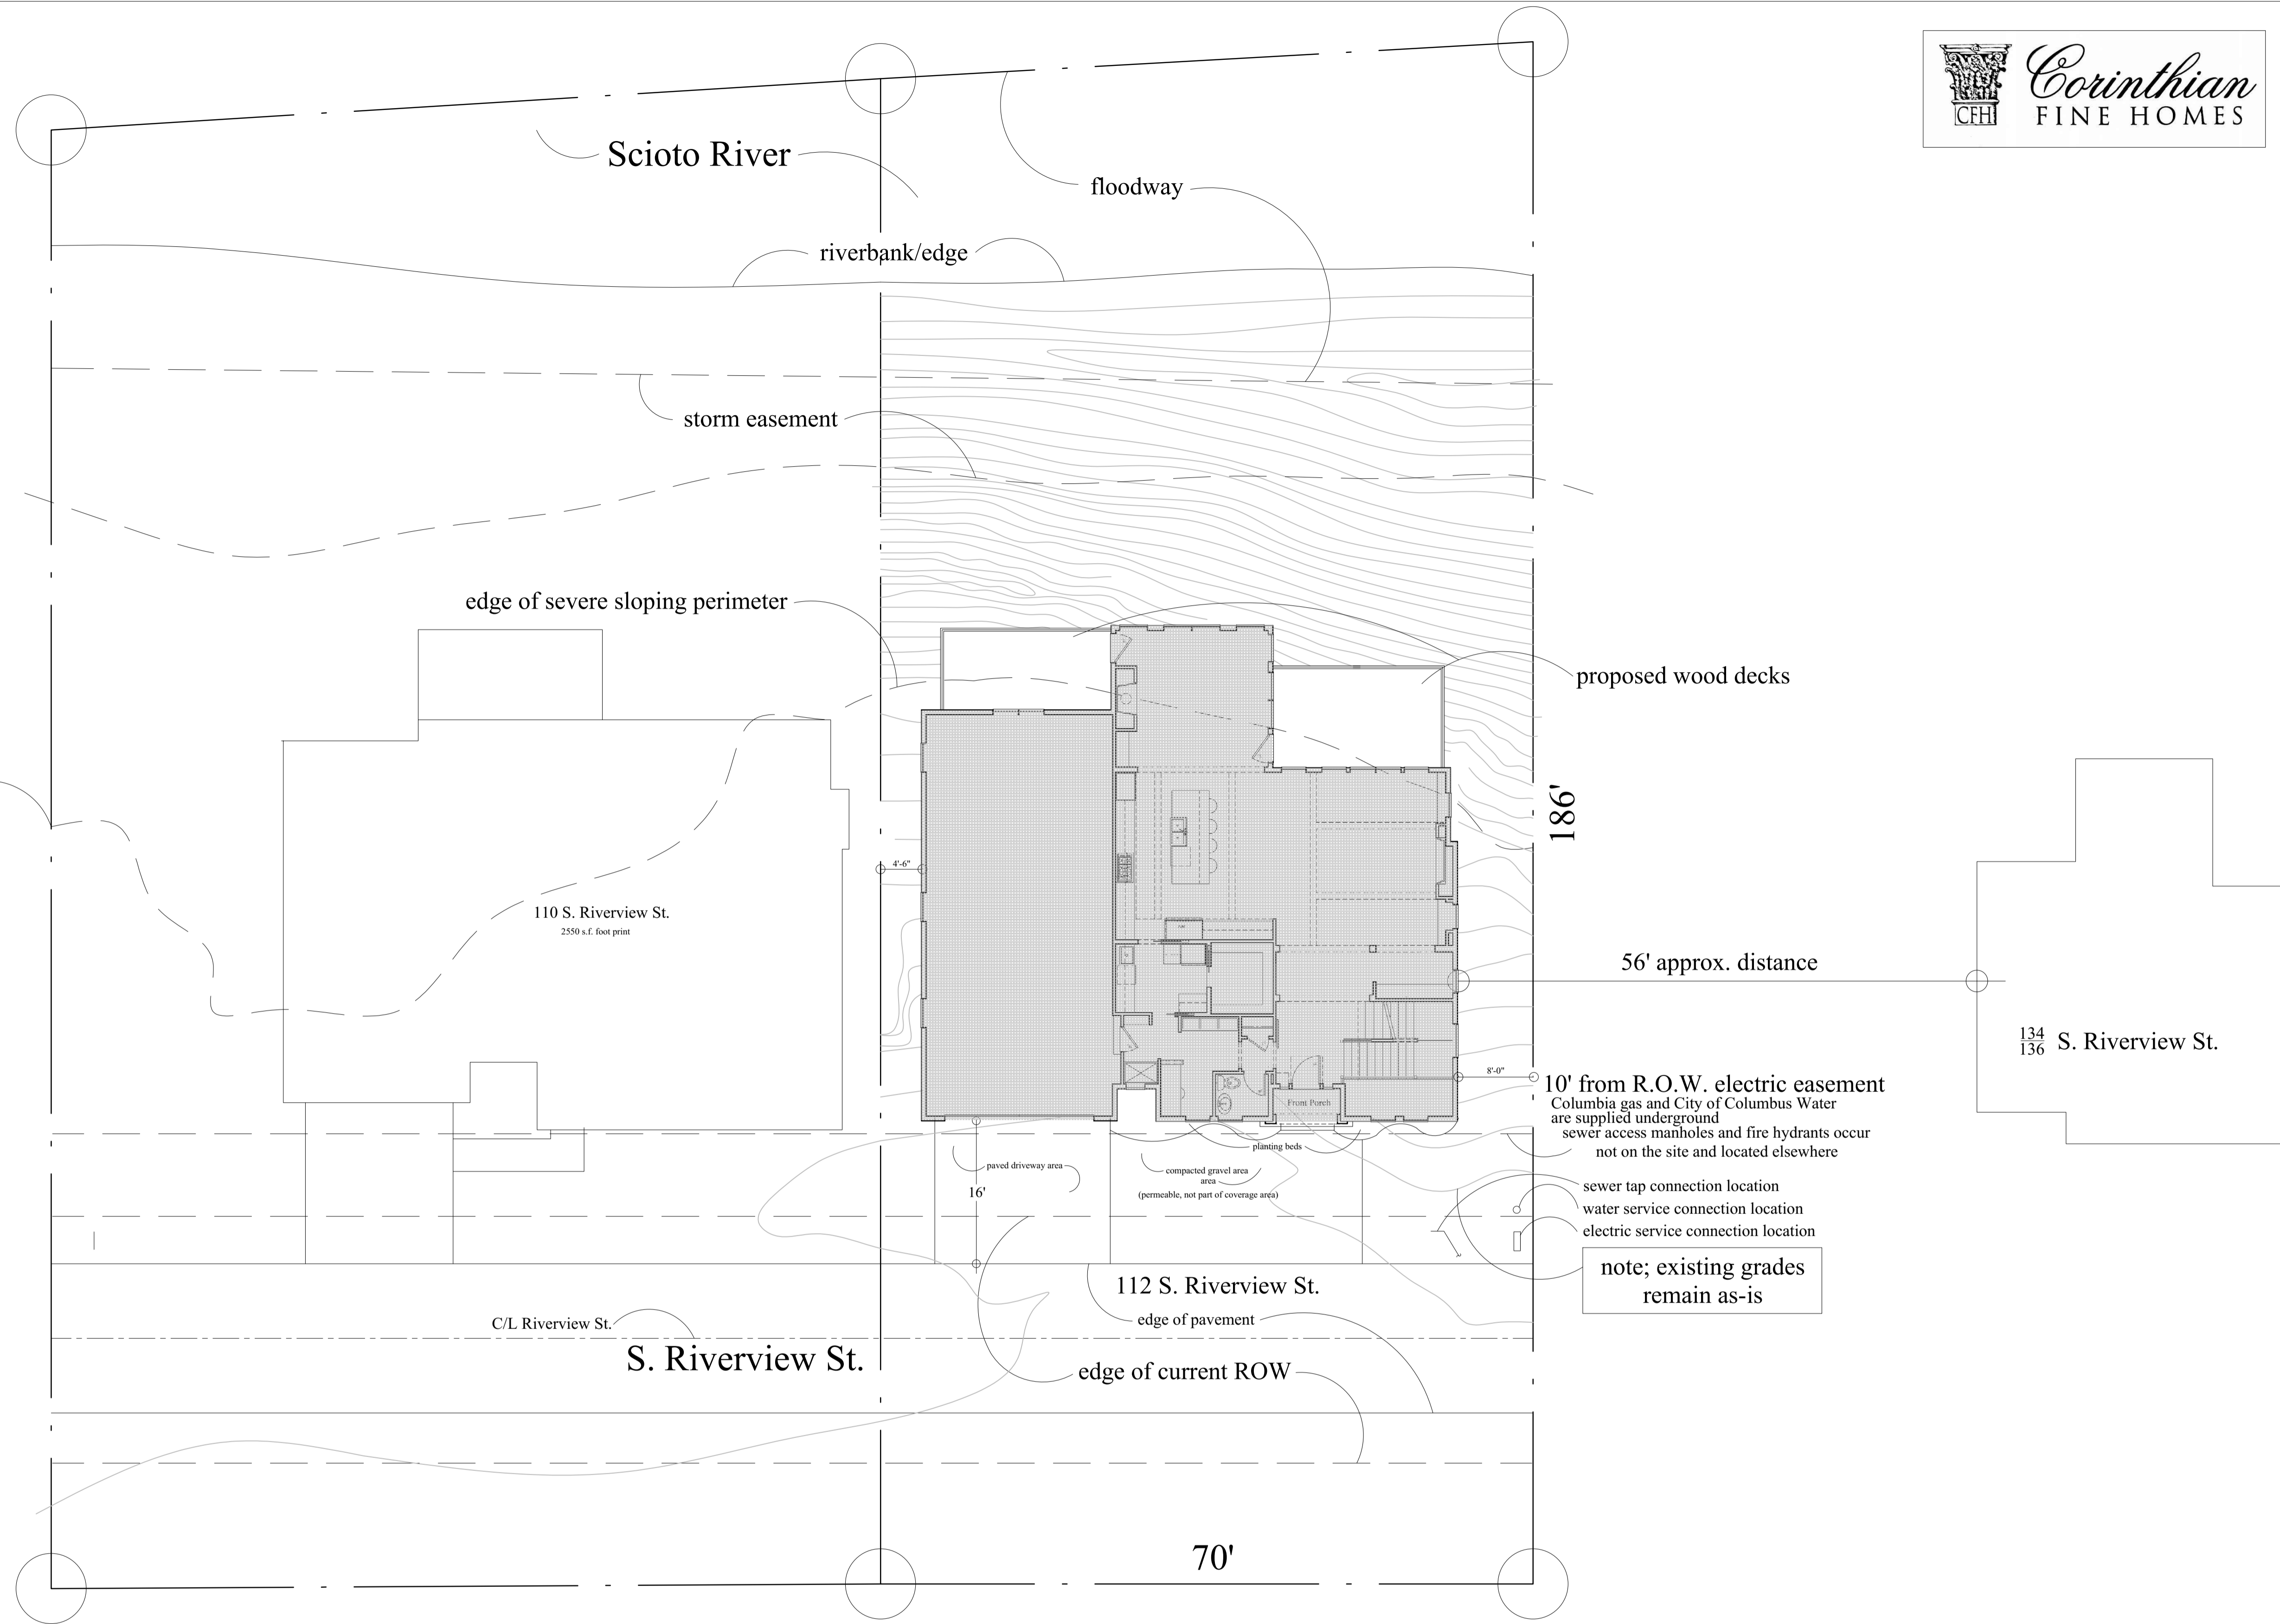 CFH
Corinthian
FINE HOMES
Scioto River
floodway
riverbank/edge
storm easement
edge of severe sloping perimeter
proposed wood decks
186'
4'-6"
110 S. Riverview St.
2550 s.f. foot print
56' approx. distance
134
136
S. Riverview St.
8'-0"
10' from R.O.W. electric easement
Columbia gas and City of Columbus Water
are supplied underground
sewer access manholes and fire hydrants occur
not on the site and located elsewhere
Front Porch
planting beds
paved driveway area
compacted gravel area
area
(permeable, not part of coverage area)
16'
sewer tap connection location
water service connection location
electric service connection location
note; existing grades
remain as-is
112 S. Riverview St.
edge of pavement
C/L Riverview St.
S. Riverview St.
edge of current ROW
70'